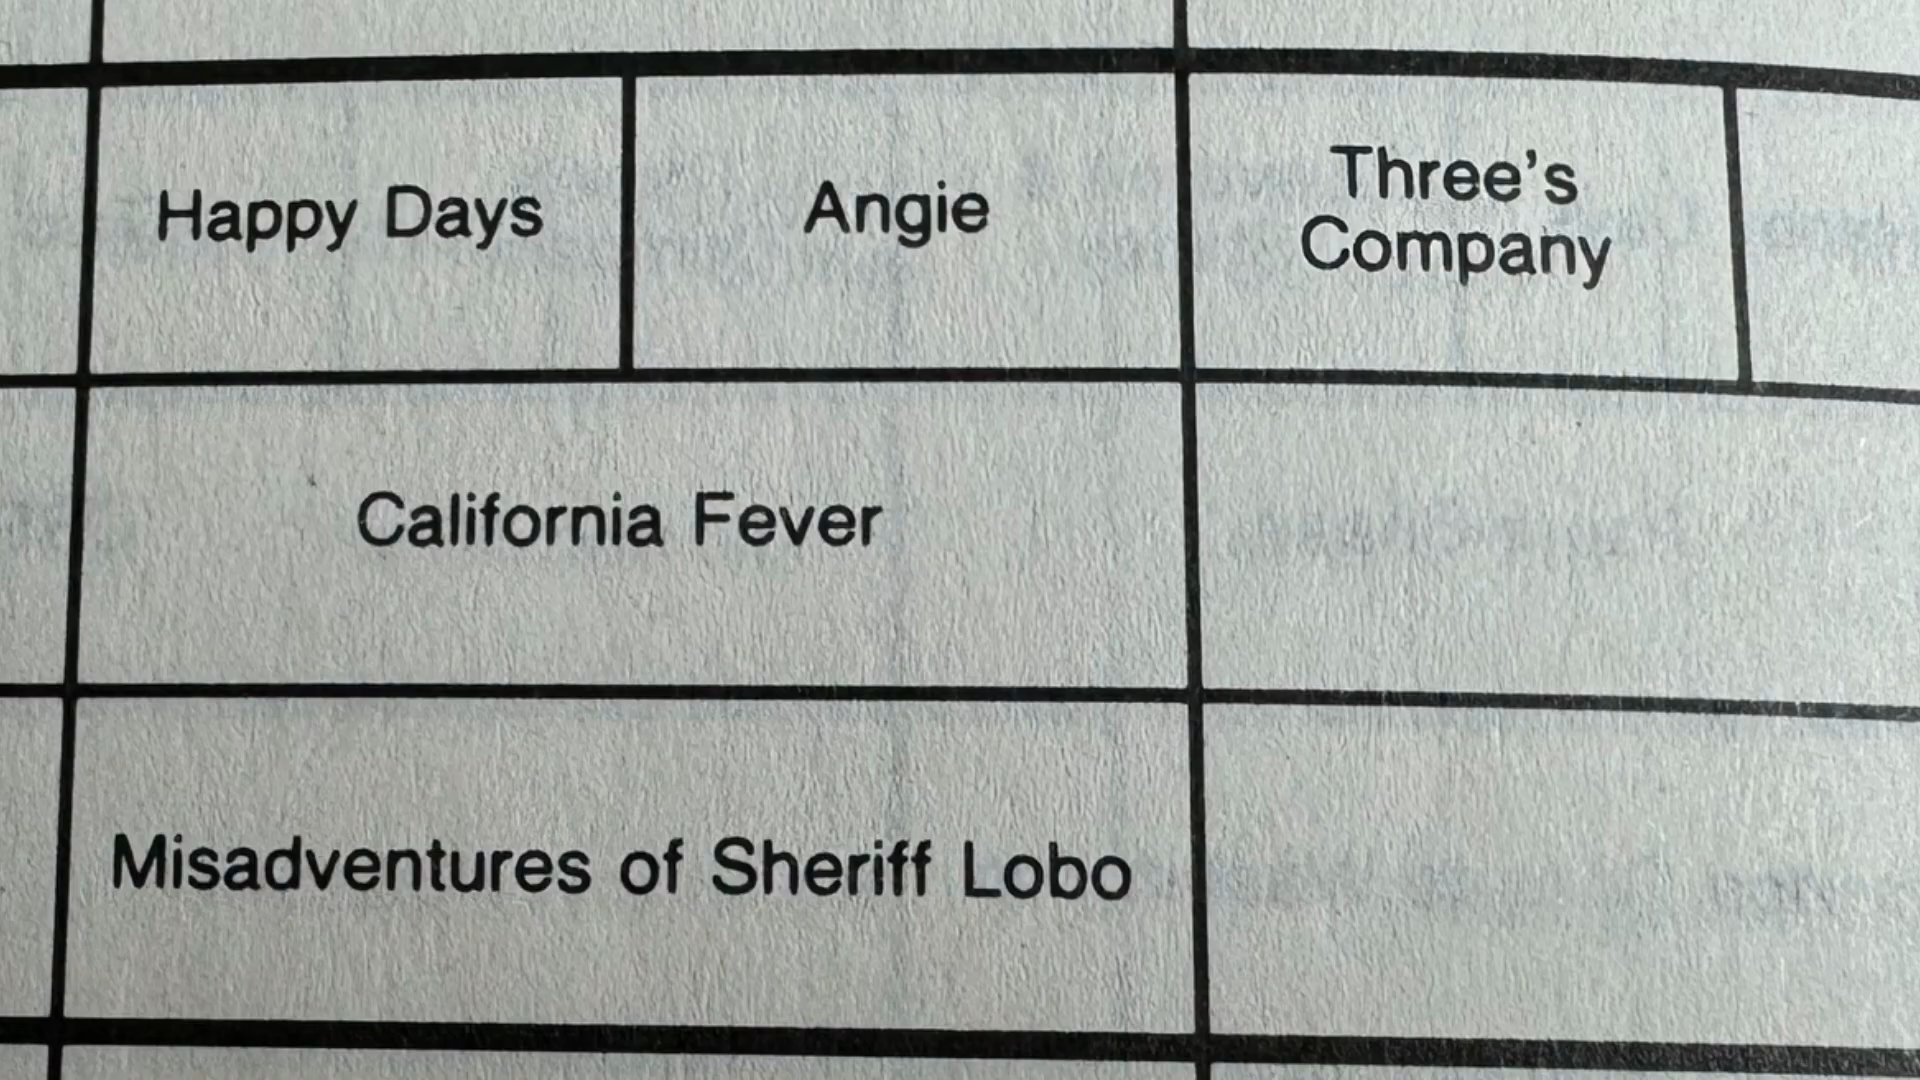 Happy Days
Angie
Three's
Company
California Fever
Misadventures of Sheriff Lobo